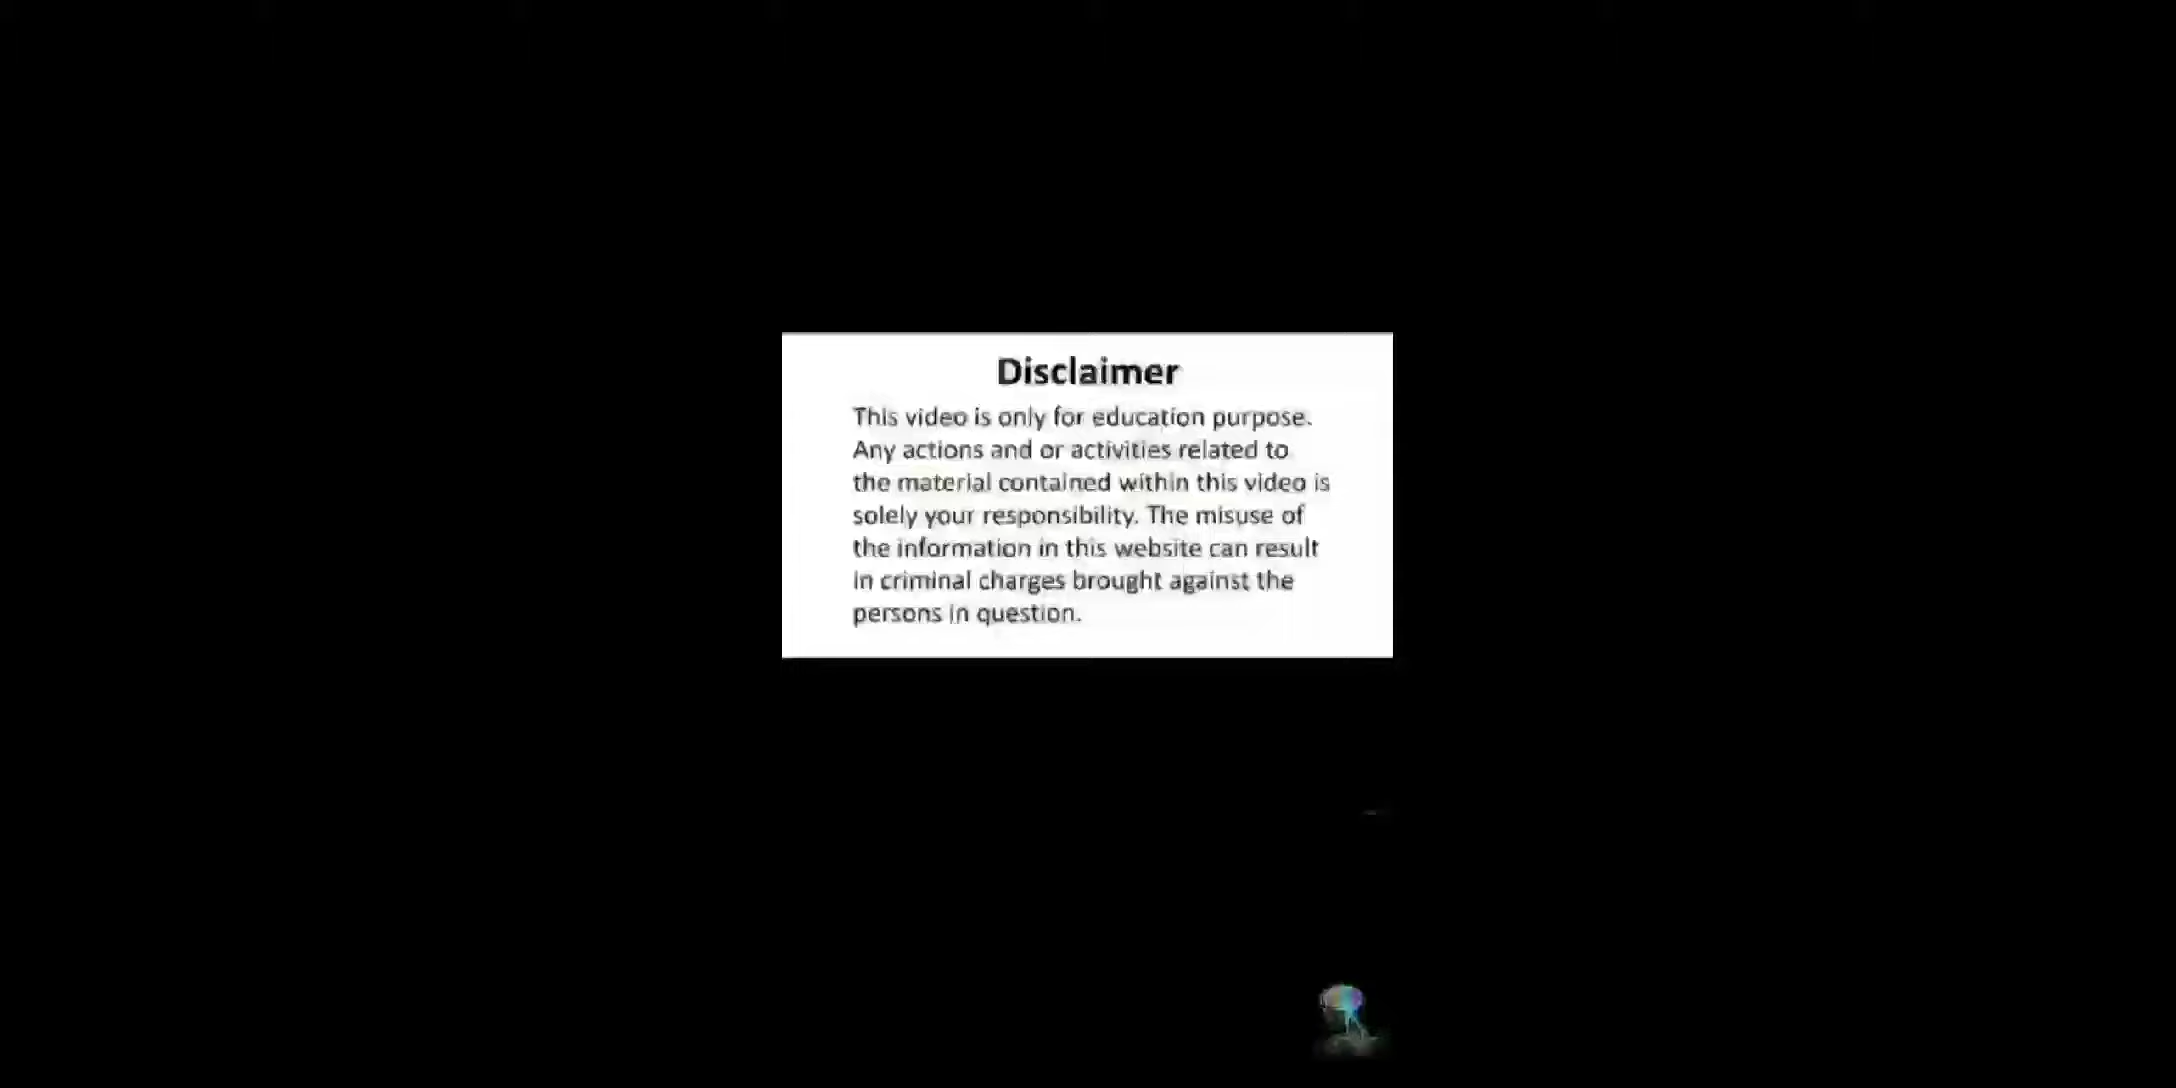 Disclaimer
This video is only for education purpose.
Any actions and or activities related to
the material contained within this video is
solely your responsibility. The misuse of
the information in this website can result
in criminal charges brought against the
persons in question.